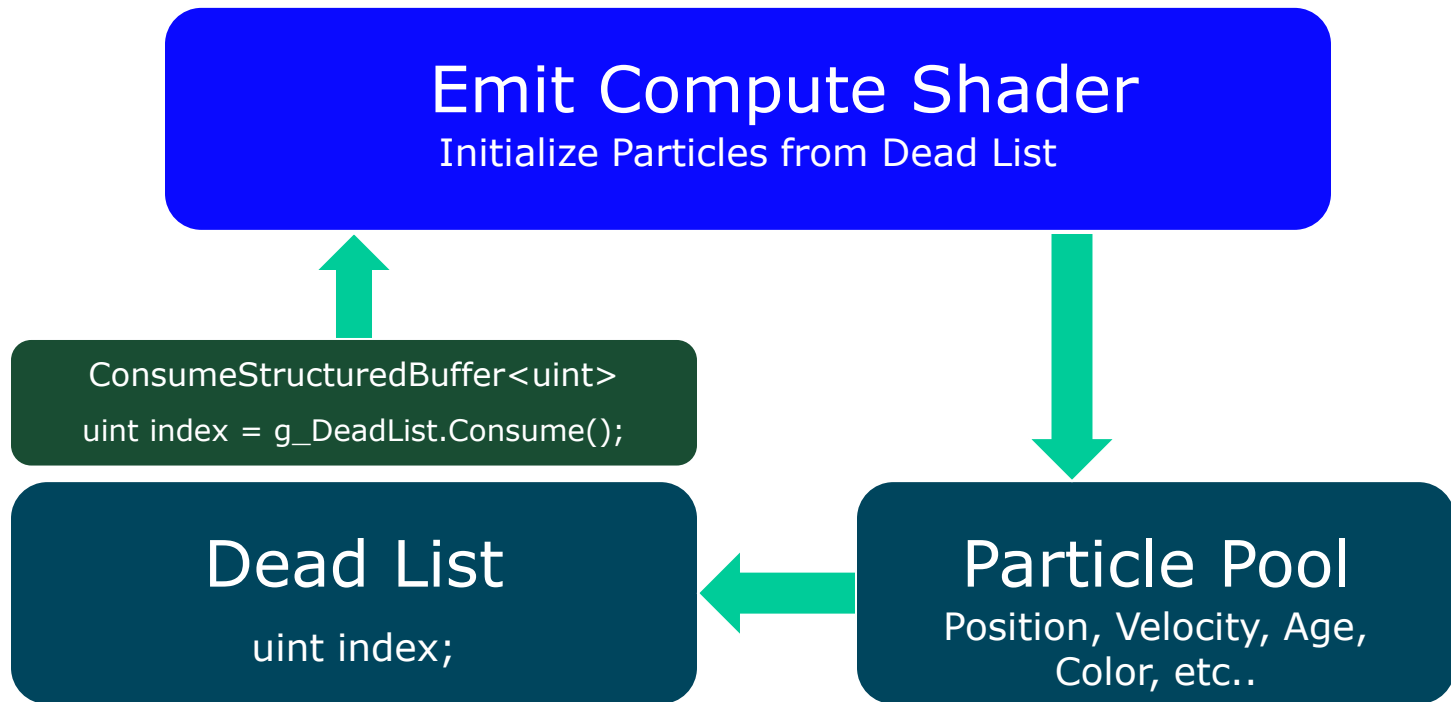 Emit Compute Shader
Initialize Particles from Dead List
ConsumeStructuredBuffer<uint>
uint index = g_DeadList.Consume();
Dead List
uint index;
Particle Pool
Position, Velocity, Age,
Color, etc..